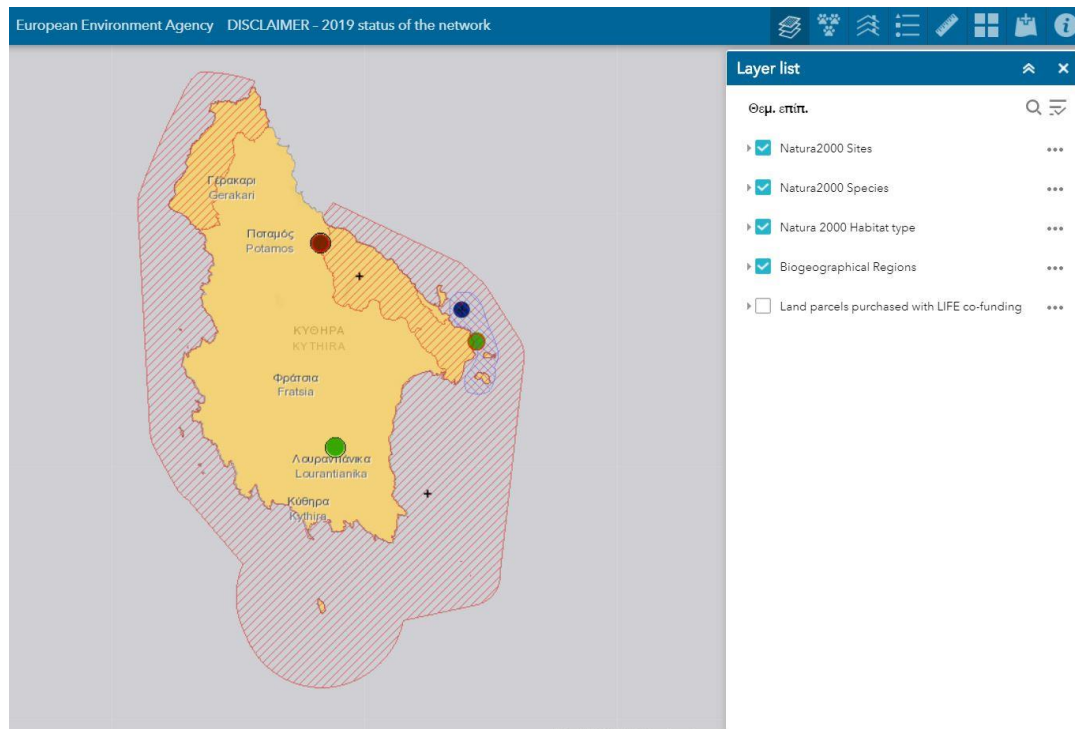 European Environment Agency DISCLAIMER - 2019 status of the network
Layer list
Θεμ. επίπ.
Natura2000 Sites
Natura2000 Species
Natura 2000 Habitat type
Biogeographical Regions
Land parcels purchased with LIFE co-funding
Γέρακαρι
Gerakari
Ποταμός
Potamos
ΚΥΘΗΡΑ
KYTHIRA
Φράτσια
Fratsia
Λουραντιάνικα
Lourantianika
Κύθηρα
Kythira